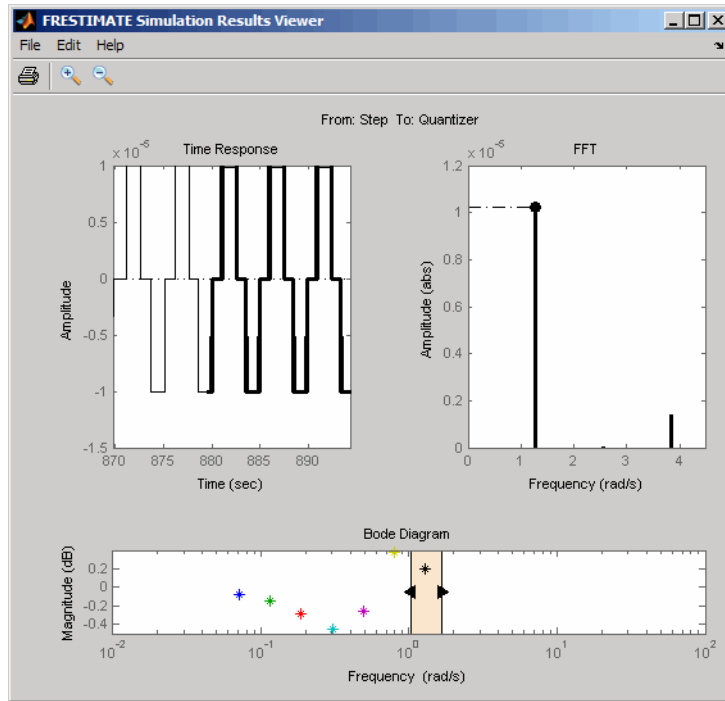 FRESTIMATE Simulation Results Viewer
File Edit Help
From: Step To: Quantizer
Time Response
x 10^-5
1
0.5
0
-0.5
-1
-1.5
Amplitude
870 875 880 885 890
Time (sec)
FFT
x 10^-5
1.2
1
0.8
0.6
0.4
0.2
0
Amplitude (abs)
0 1 2 3 4
Frequency (rad/s)
Bode Diagram
Magnitude (dB)
0.2
0
-0.2
-0.4
10^-2 10^-1 10^0 10^1 10^2
Frequency (rad/s)